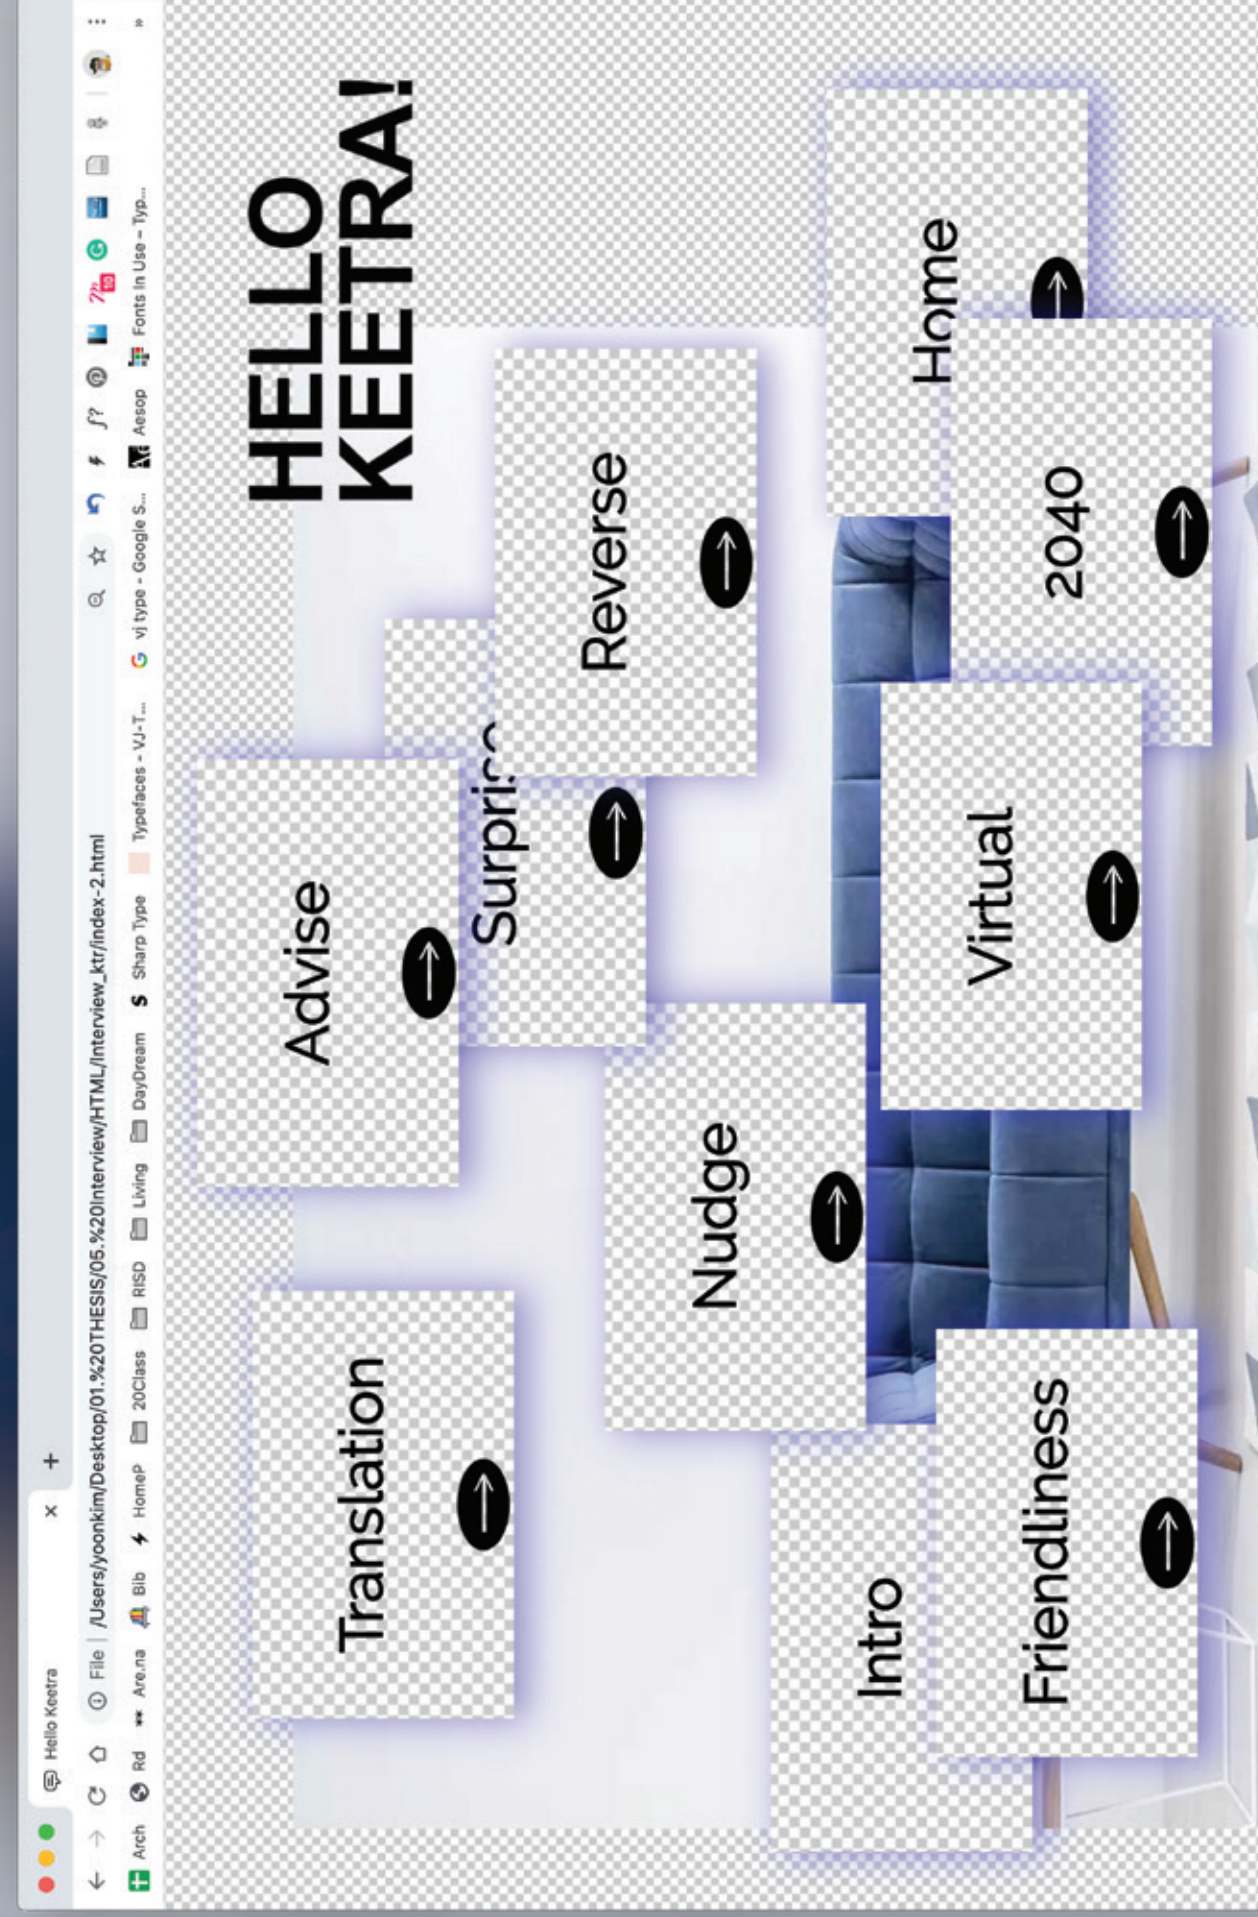 Hello Keetra
File | /Users/yoonkim/Desktop/01.%20THESIS/05.%20Interview/HTML/Interview_ktr/index-2.html
f?
10
Arch
Rd
Are.na
Bib
HomeP
20Class
RISD
Living
DayDream
S Sharp Type
Typefaces – VJ-T...
G vj type - Google S...
Aesop
Fonts In Use – Typ...
»
HELLO
KEETRA!
Advise
Translation
Surpris
Reverse
Nudge
Home
Intro
Virtual
2040
Friendliness